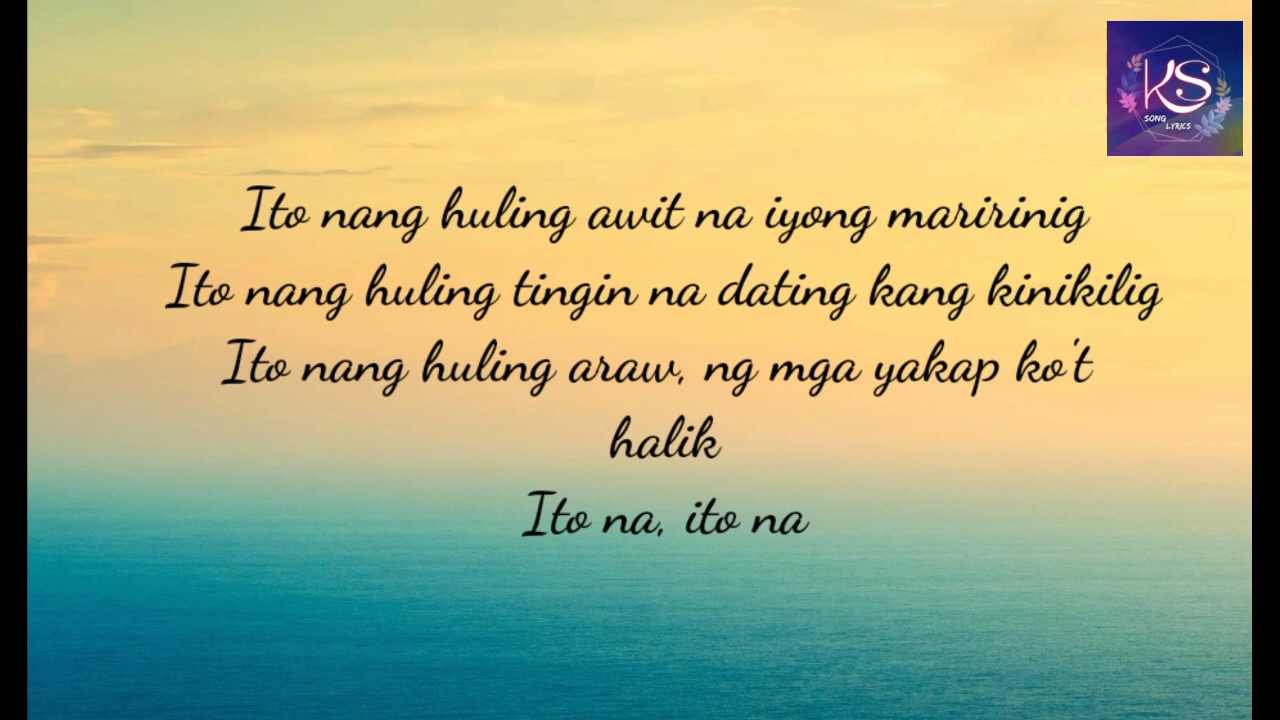 KS
SONG
LYRICS
Ito nang huling awit na iyong maririnig
Ito nang huling tingin na dating kang kinikilig
Ito nang huling araw, ng mga yakap ko't
halik
Ito na, ito na